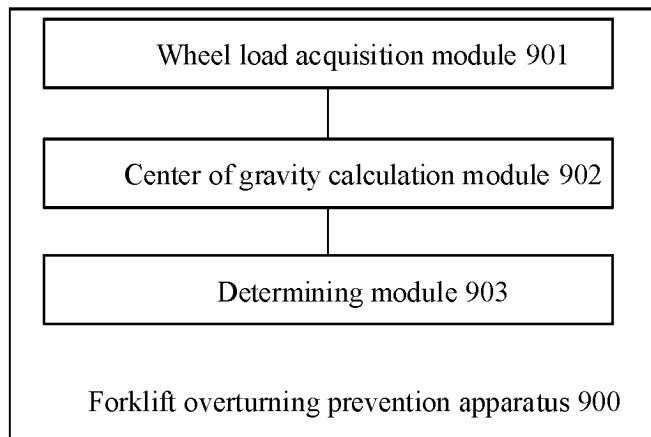 Wheel load acquisition module 901
Center of gravity calculation module 902
Determining module 903
Forklift overturning prevention apparatus 900